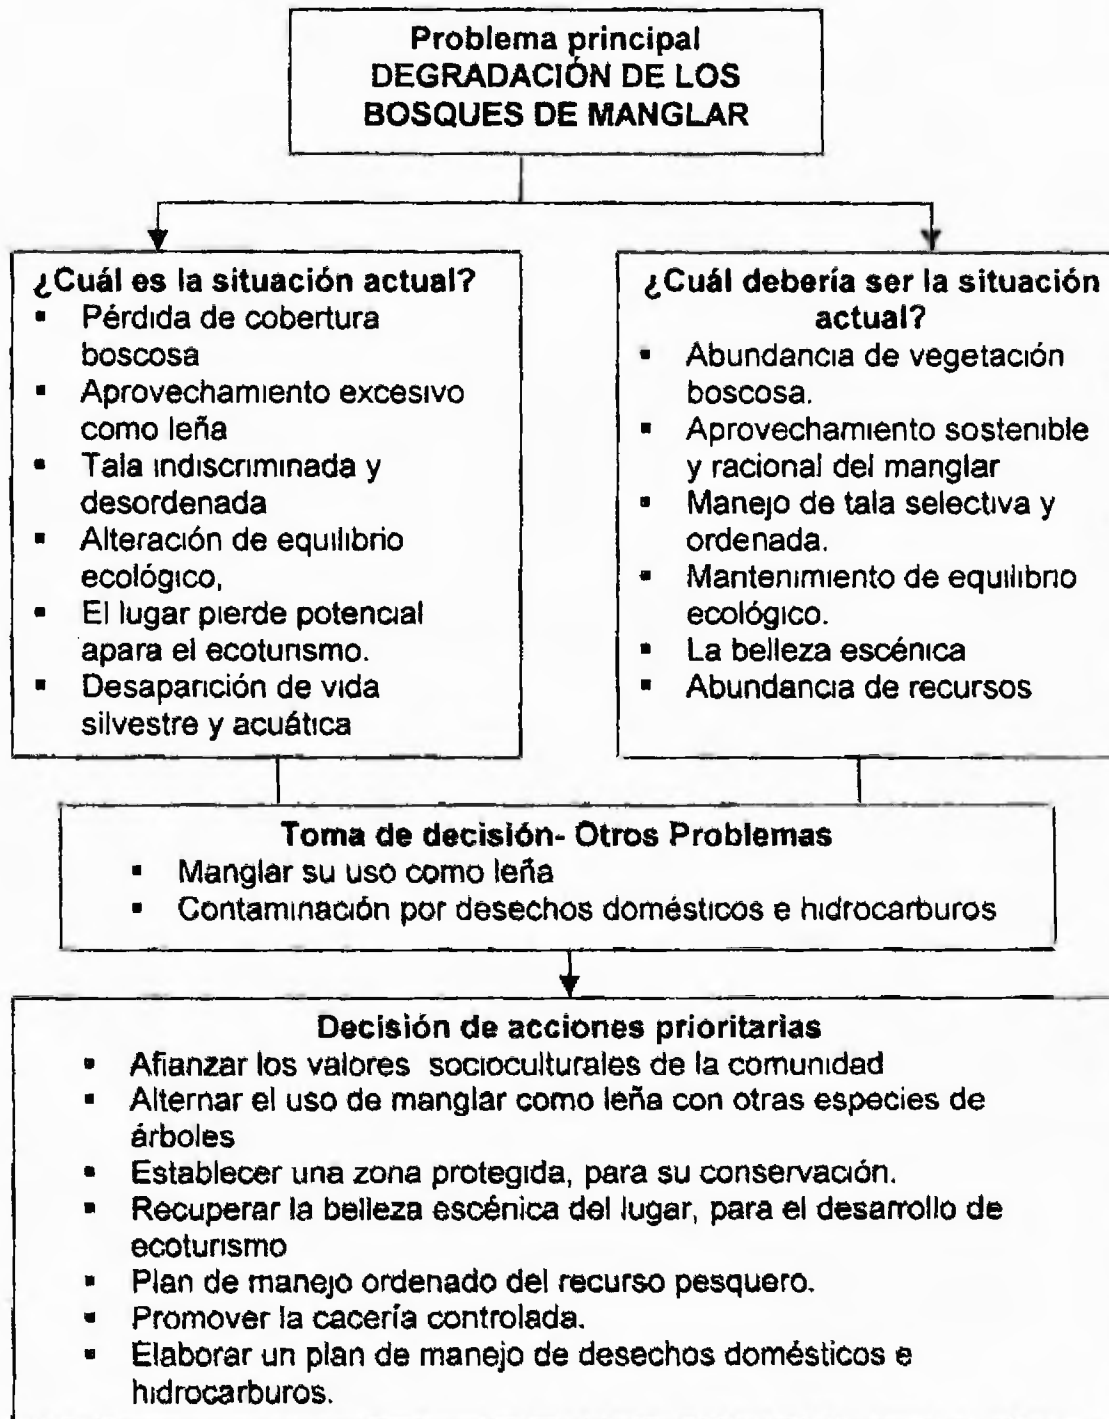 Problema principal
DEGRADACIÓN DE LOS
BOSQUES DE MANGLAR
¿Cuál es la situación actual?
▪ Pérdida de cobertura
boscosa
▪ Aprovechamiento excesivo
como leña
▪ Tala indiscriminada y
desordenada
▪ Alteración de equilibrio
ecológico,
▪ El lugar pierde potencial
apara el ecoturismo.
▪ Desaparición de vida
silvestre y acuática
¿Cuál debería ser la situación
actual?
▪ Abundancia de vegetación
boscosa.
▪ Aprovechamiento sostenible
y racional del manglar
▪ Manejo de tala selectiva y
ordenada.
▪ Mantenimiento de equilibrio
ecológico.
▪ La belleza escénica
▪ Abundancia de recursos
Toma de decisión- Otros Problemas
▪ Manglar su uso como leña
▪ Contaminación por desechos domésticos e hidrocarburos
Decisión de acciones prioritarias
▪ Afianzar los valores socioculturales de la comunidad
▪ Alternar el uso de manglar como leña con otras especies de
árboles
▪ Establecer una zona protegida, para su conservación.
▪ Recuperar la belleza escénica del lugar, para el desarrollo de
ecoturismo
▪ Plan de manejo ordenado del recurso pesquero.
▪ Promover la cacería controlada.
▪ Elaborar un plan de manejo de desechos domésticos e
hidrocarburos.